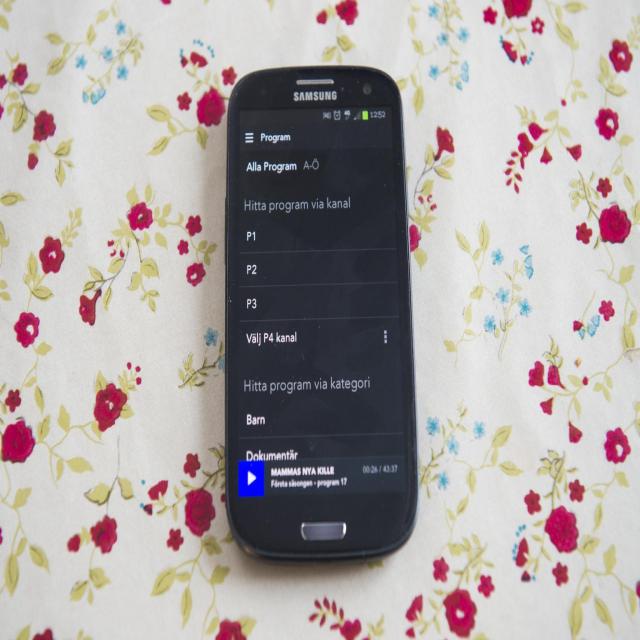 SAMSUNG
12:52
Program
Alla Program A-Ö
Hitta program via kanal
P1
P2
P3
Välj P4 kanal
Hitta program via kategori
Barn
Dokumentär
MAMMAS NYA KILLE 00:26 / 43:37
Första säsongen - program 17